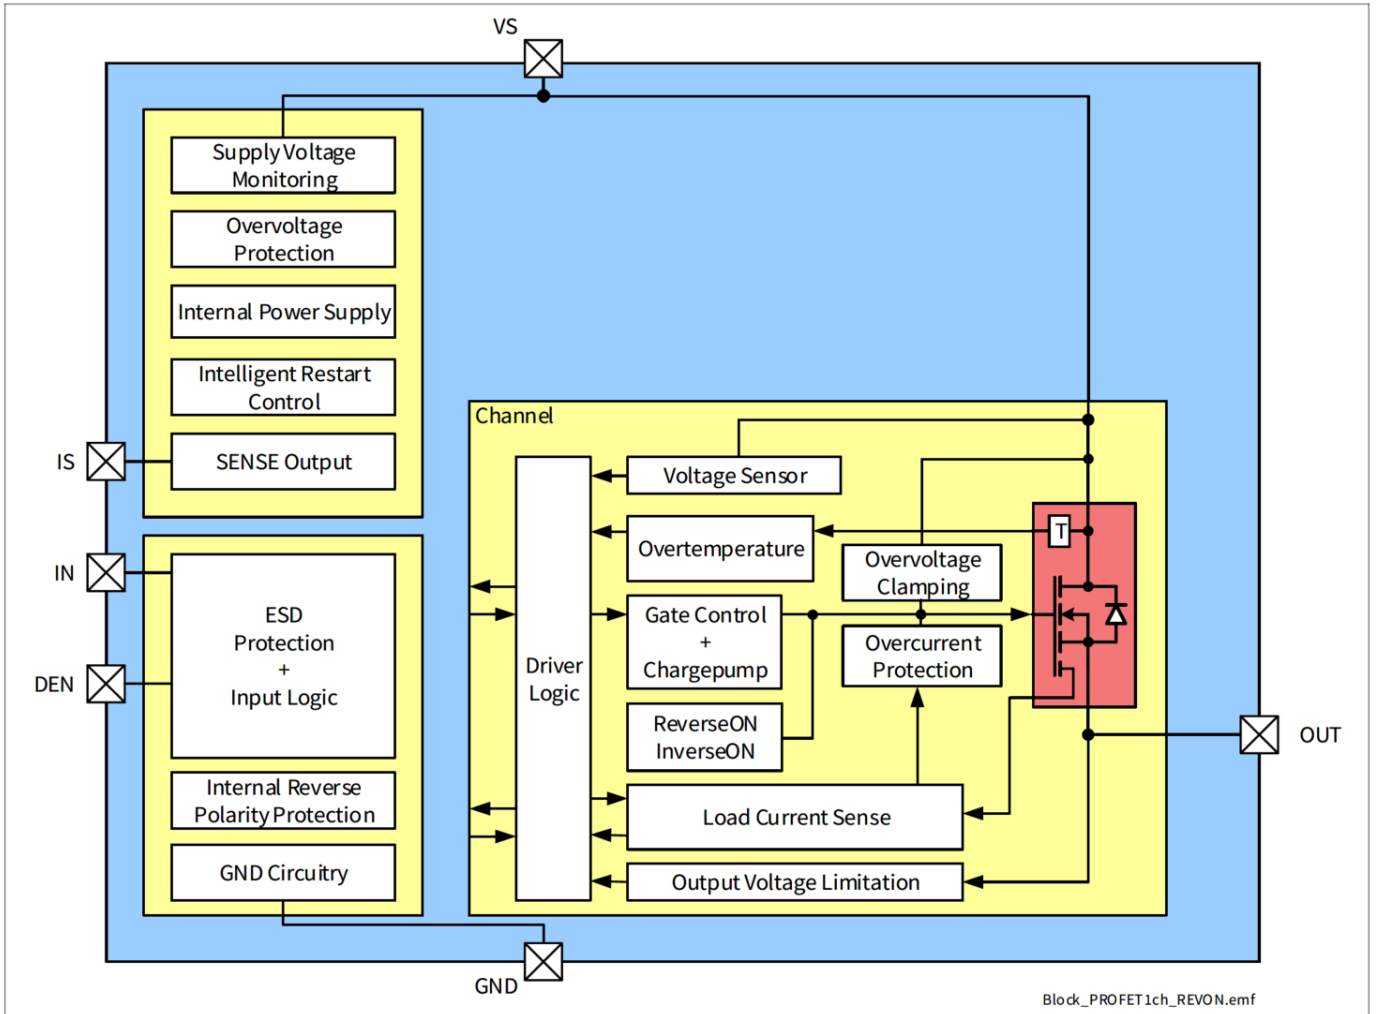 VS
Supply Voltage
Monitoring
Overvoltage
Protection
Internal Power Supply
Intelligent Restart
Control
IS
SENSE Output
IN
DEN
ESD
Protection
+
Input Logic
Internal Reverse
Polarity Protection
GND Circuitry
GND
Channel
Driver
Logic
Voltage Sensor
Overtemperature
T
Overvoltage
Clamping
Gate Control
+
Chargepump
Overcurrent
Protection
ReverseON
InverseON
Load Current Sense
Output Voltage Limitation
OUT
Block_PROFET1ch_REVON.emf